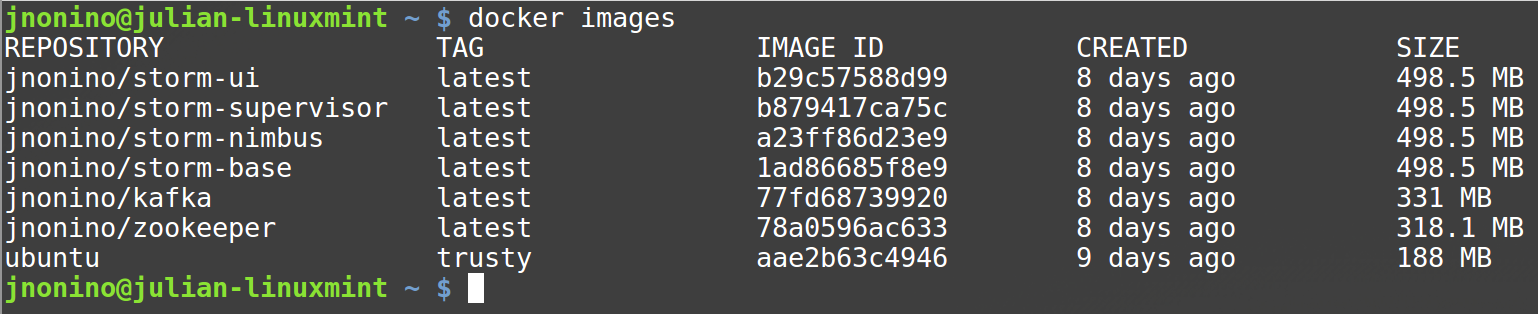 jnonino@julian-linuxmint ~ $ docker images
REPOSITORY TAG IMAGE ID CREATED SIZE
jnonino/storm-ui latest b29c57588d99 8 days ago 498.5 MB
jnonino/storm-supervisor latest b879417ca75c 8 days ago 498.5 MB
jnonino/storm-nimbus latest a23ff86d23e9 8 days ago 498.5 MB
jnonino/storm-base latest 1ad86685f8e9 8 days ago 498.5 MB
jnonino/kafka latest 77fd68739920 8 days ago 331 MB
jnonino/zookeeper latest 78a0596ac633 8 days ago 318.1 MB
ubuntu trusty aae2b63c4946 9 days ago 188 MB
jnonino@julian-linuxmint ~ $